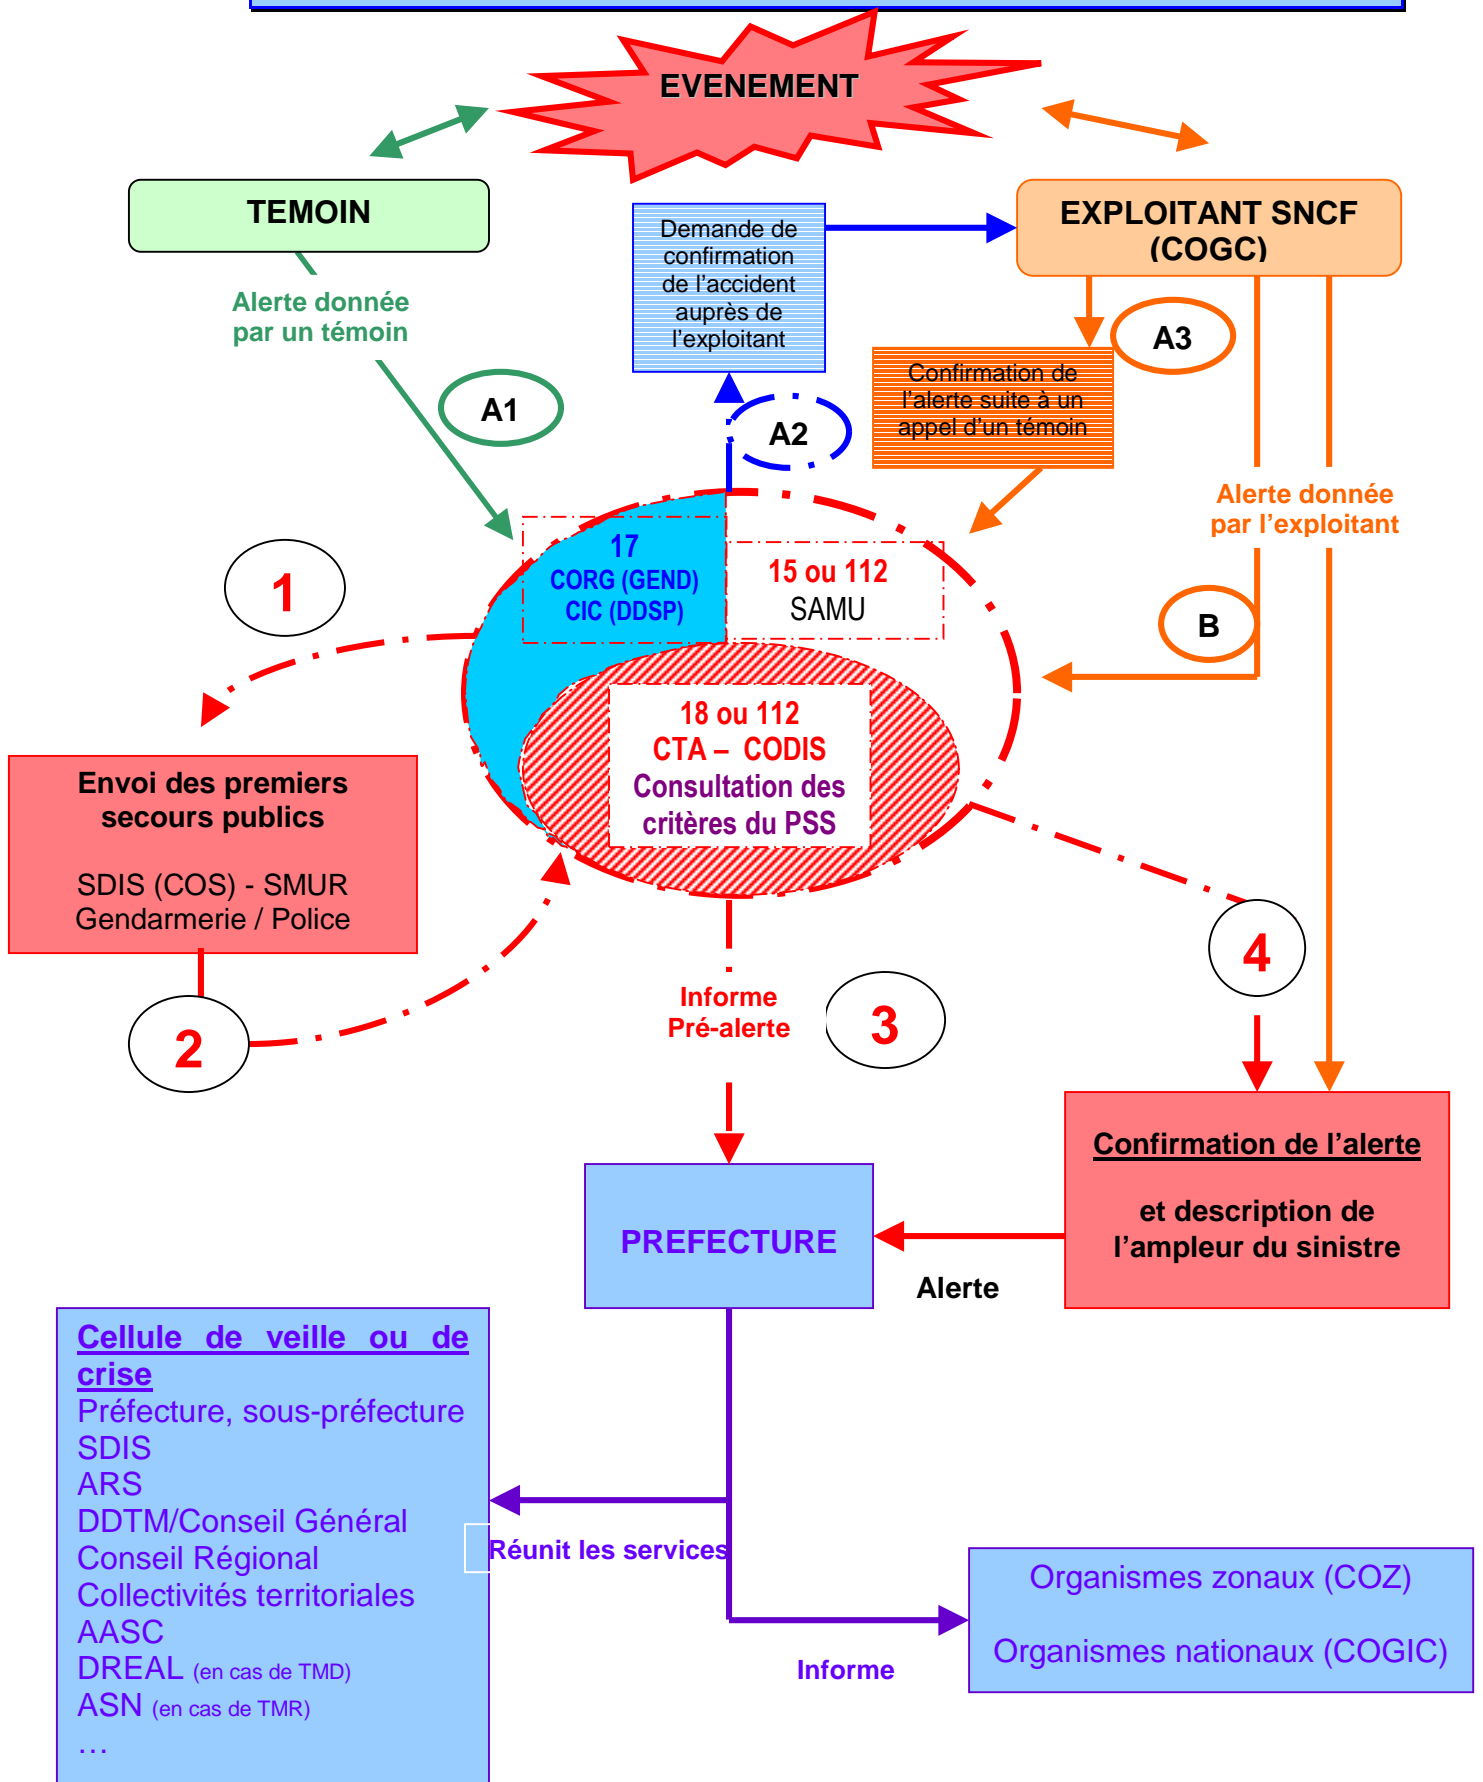 EVENEMENT
TEMOIN
EXPLOITANT SNCF
(COGC)
Demande de
confirmation
de l’accident
auprès de
l’exploitant
Alerte donnée
par un témoin
A1
A2
A3
Confirmation de
l’alerte suite à un
appel d’un témoin
Alerte donnée
par l’exploitant
B
17
CORG (GEND)
CIC (DDSP)
15 ou 112
SAMU
18 ou 112
CTA – CODIS
Consultation des
critères du PSS
1
Envoi des premiers
secours publics
SDIS (COS) - SMUR
Gendarmerie / Police
2
Informe
Pré-alerte
3
4
Confirmation de l’alerte
et description de
l’ampleur du sinistre
PREFECTURE
Alerte
Cellule de veille ou de
crise
Préfecture, sous-préfecture
SDIS
ARS
DDTM/Conseil Général
Conseil Régional
Collectivités territoriales
AASC
DREAL (en cas de TMD)
ASN (en cas de TMR)
…
Réunit les services
Informe
Organismes zonaux (COZ)
Organismes nationaux (COGIC)